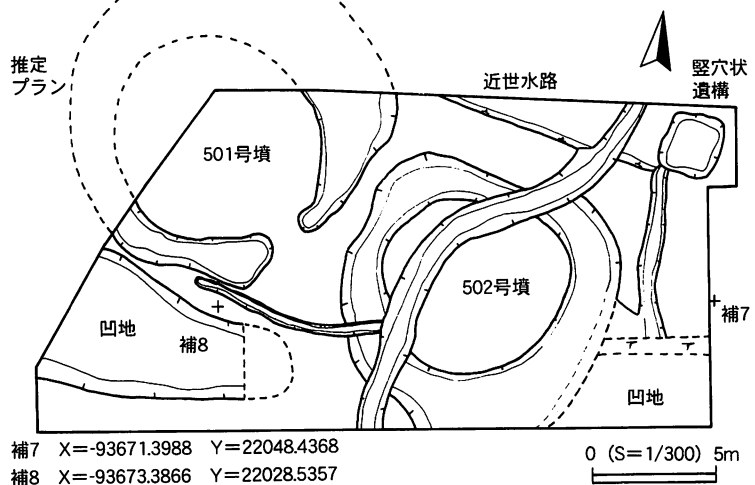 推定
プラン
近世水路
竪穴状
遺構
501号墳
502号墳
補7
凹地
補8
凹地
補7 X=-93671.3988 Y=22048.4368
補8 X=-93673.3866 Y=22028.5357
0 (S=1/300) 5m